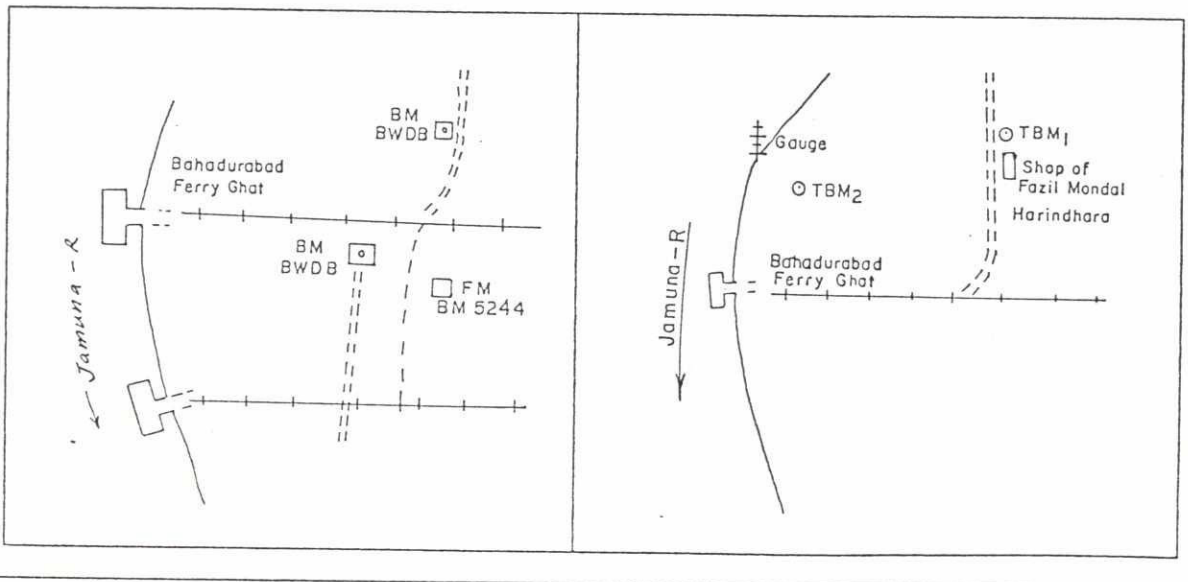 BM
BWDB
Bahadurabad
Ferry Ghat
BM
BWDB
FM
BM 5244
Jamuna - R
Gauge
TBM1
Shop of
Fazil Mondal
TBM2
Harindhara
Jamuna - R
Bahadurabad
Ferry Ghat